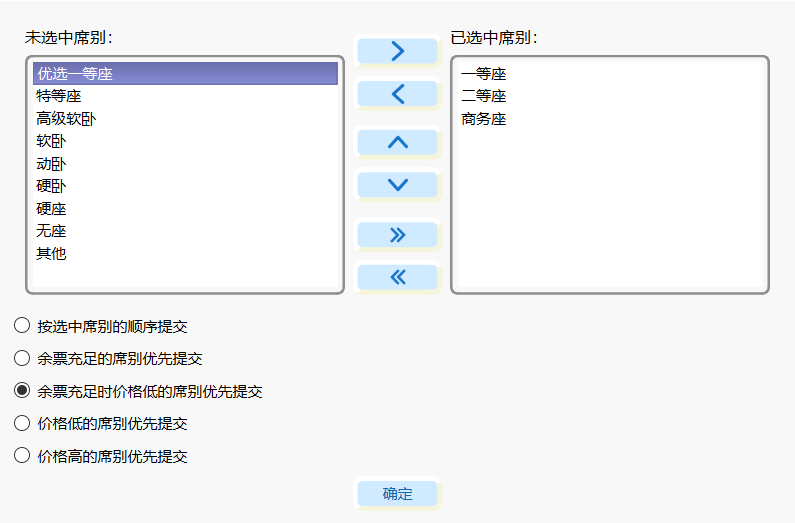 未选中席别：
已选中席别：
优选一等座
特等座
高级软卧
软卧
动卧
硬卧
硬座
无座
其他
一等座
二等座
商务座
按选中席别的顺序提交
余票充足的席别优先提交
余票充足时价格低的席别优先提交
价格低的席别优先提交
价格高的席别优先提交
确定